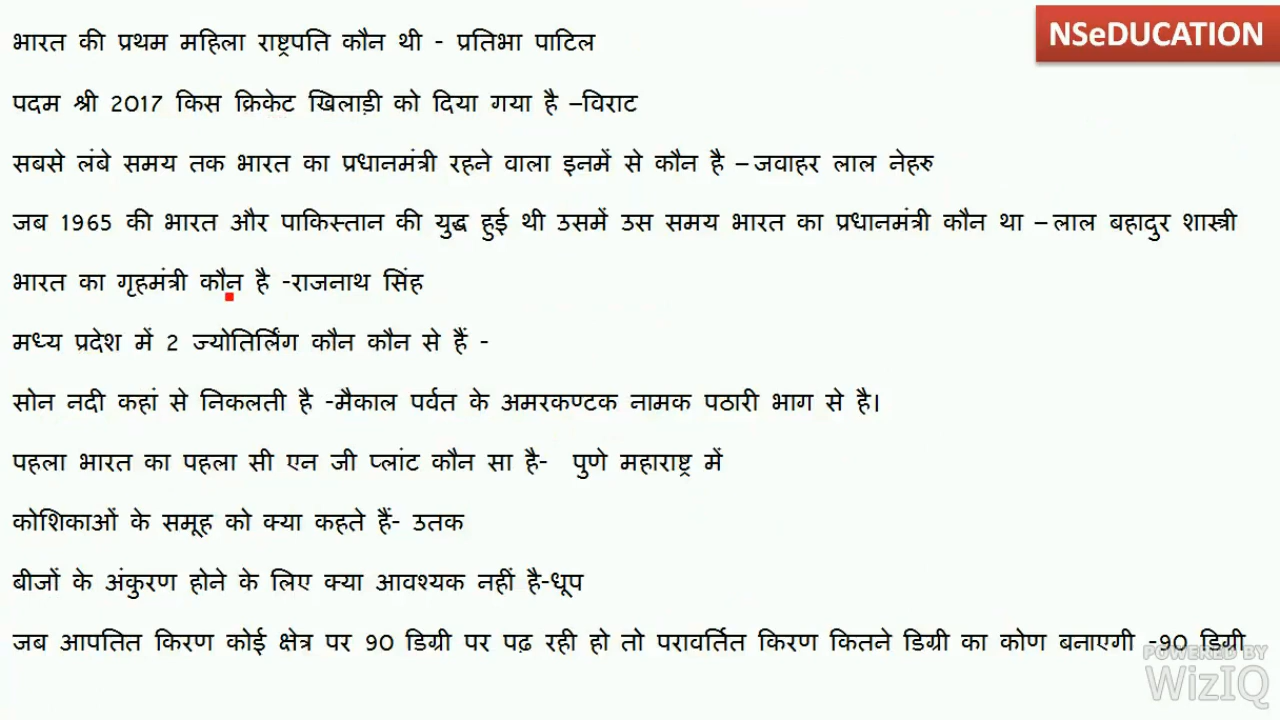 NSeDUCATION
भारत की प्रथम महिला राष्ट्रपति कौन थी - प्रतिभा पाटिल
पदम श्री 2017 किस क्रिकेट खिलाड़ी को दिया गया है –विराट
सबसे लंबे समय तक भारत का प्रधानमंत्री रहने वाला इनमें से कौन है – जवाहर लाल नेहरु
जब 1965 की भारत और पाकिस्तान की युद्ध हुई थी उसमें उस समय भारत का प्रधानमंत्री कौन था – लाल बहादुर शास्त्री
भारत का गृहमंत्री कौन है -राजनाथ सिंह
मध्य प्रदेश में 2 ज्योतिर्लिंग कौन कौन से हैं -
सोन नदी कहां से निकलती है -मैकाल पर्वत के अमरकण्टक नामक पठारी भाग से है।
पहला भारत का पहला सी एन जी प्लांट कौन सा है- पुणे महाराष्ट्र में
कोशिकाओं के समूह को क्या कहते हैं- उतक
बीजों के अंकुरण होने के लिए क्या आवश्यक नहीं है-धूप
जब आपतित किरण कोई क्षेत्र पर 90 डिग्री पर पढ़ रही हो तो परावर्तित किरण कितने डिग्री का कोण बनाएगी -90 डिग्री
POWERED BY
WizIQ